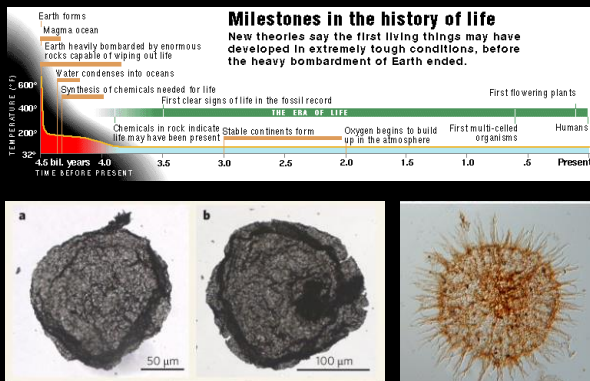 Earth forms
Milestones in the history of life
New theories say the first living things may have
developed in extremely tough conditions, before
the heavy bombardment of Earth ended.
Magma ocean
Earth heavily bombarded by enormous
rocks capable of wiping out life
Water condenses into oceans
Synthesis of chemicals needed for life
First clear signs of life in the fossil record
First flowering plants
THE ERA OF LIFE
Chemicals in rock indicate
life may have been present
Stable continents form
Oxygen begins to build
up in the atmosphere
First multi-celled
organisms
Humans
TEMPERATURE (°F)
600°
400°
200°
32°
4.5 bil. years 4.0 3.5 3.0 2.5 2.0 1.5 1.0 .5 Present
TIME BEFORE PRESENT
a
50 µm
b
100 µm